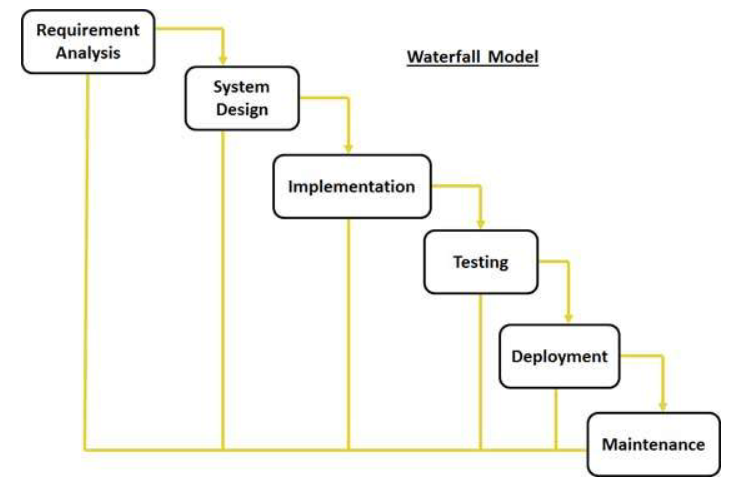 Requirement
Analysis
Waterfall Model
System
Design
Implementation
Testing
Deployment
Maintenance